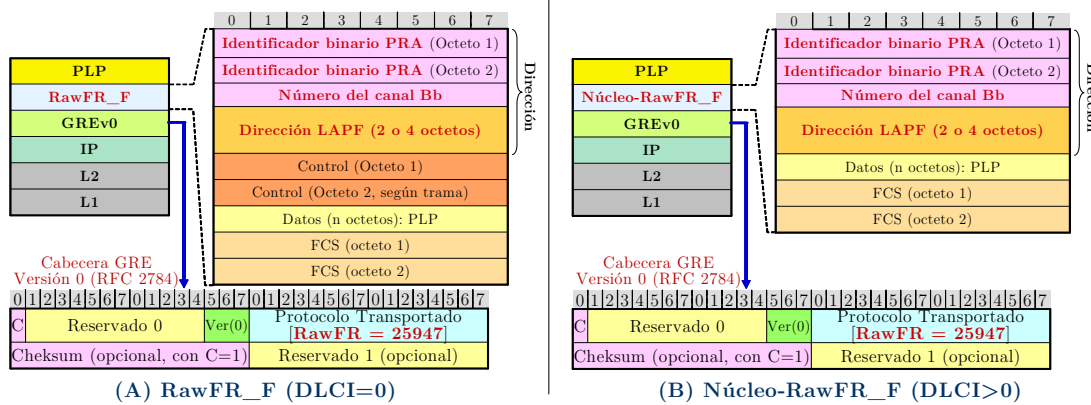 0 1 2 3 4 5 6 7
Identificador binario PRA (Octeto 1)
Identificador binario PRA (Octeto 2)
Número del canal Bb
Dirección LAPF (2 o 4 octetos)
Control (Octeto 1)
Control (Octeto 2, según trama)
Datos (n octetos): PLP
FCS (octeto 1)
FCS (octeto 2)
Dirección
PLP
RawFR_F
GREv0
IP
L2
L1
Cabecera GRE
Versión 0 (RFC 2784)
0 1 2 3 4 5 6 7 0 1 2 3 4 5 6 7 0 1 2 3 4 5 6 7 0 1 2 3 4 5 6 7
C Reservado 0 Ver(0) Protocolo Transportado
[RawFR = 25947]
Cheksum (opcional, con C=1) Reservado 1 (opcional)
(A) RawFR_F (DLCI=0)
0 1 2 3 4 5 6 7
Identificador binario PRA (Octeto 1)
Identificador binario PRA (Octeto 2)
Número del canal Bb
Dirección LAPF (2 o 4 octetos)
Datos (n octetos): PLP
FCS (octeto 1)
FCS (octeto 2)
Dirección
PLP
Núcleo-RawFR_F
GREv0
IP
L2
L1
Cabecera GRE
Versión 0 (RFC 2784)
0 1 2 3 4 5 6 7 0 1 2 3 4 5 6 7 0 1 2 3 4 5 6 7 0 1 2 3 4 5 6 7
C Reservado 0 Ver(0) Protocolo Transportado
[RawFR = 25947]
Cheksum (opcional, con C=1) Reservado 1 (opcional)
(B) Núcleo-RawFR_F (DLCI>0)